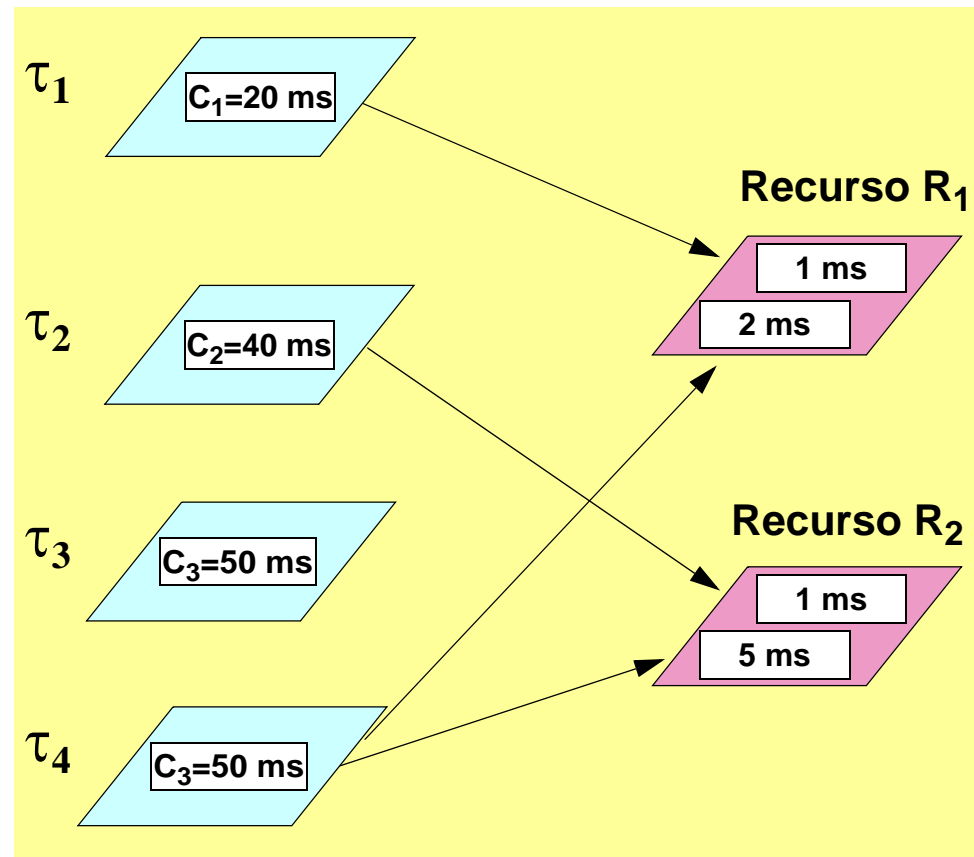 τ1
C1=20 ms
Recurso R1
1 ms
2 ms
τ2
C2=40 ms
τ3
C3=50 ms
Recurso R2
1 ms
5 ms
τ4
C3=50 ms